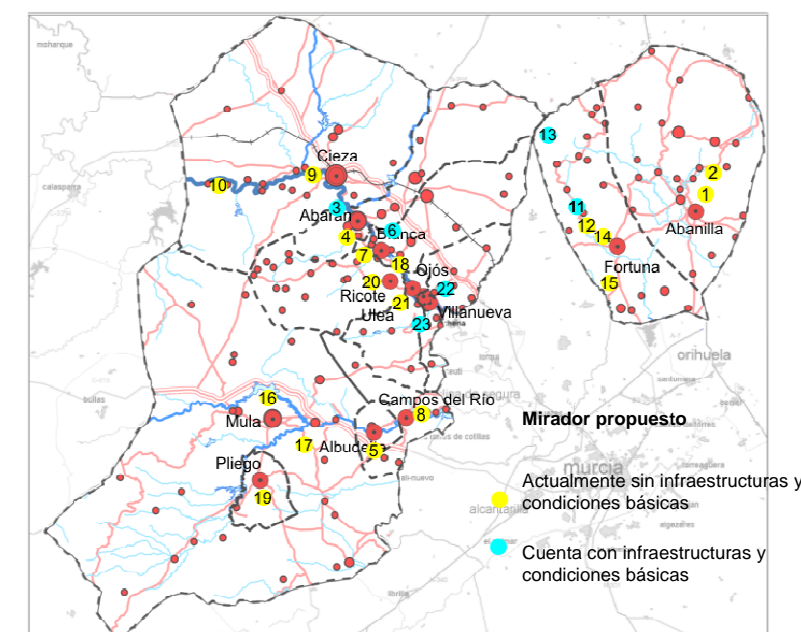 moharque
calasparra
Cieza
13
9
10
2
1
3
11
Abarán
Abanilla
4
6
12
14
Blanca
7
18
Fortuna
Ojós
20
15
22
Ricote
21
Ulea
Villanueva
23
orihuela
bullas
16
Campos del Río
8
Mula
Mirador propuesto
17
Albudeite
5
Pliego
murcia
19
Actualmente sin infraestructuras y
condiciones básicas
alcantarilla
Cuenta con infraestructuras y
condiciones básicas
librilla